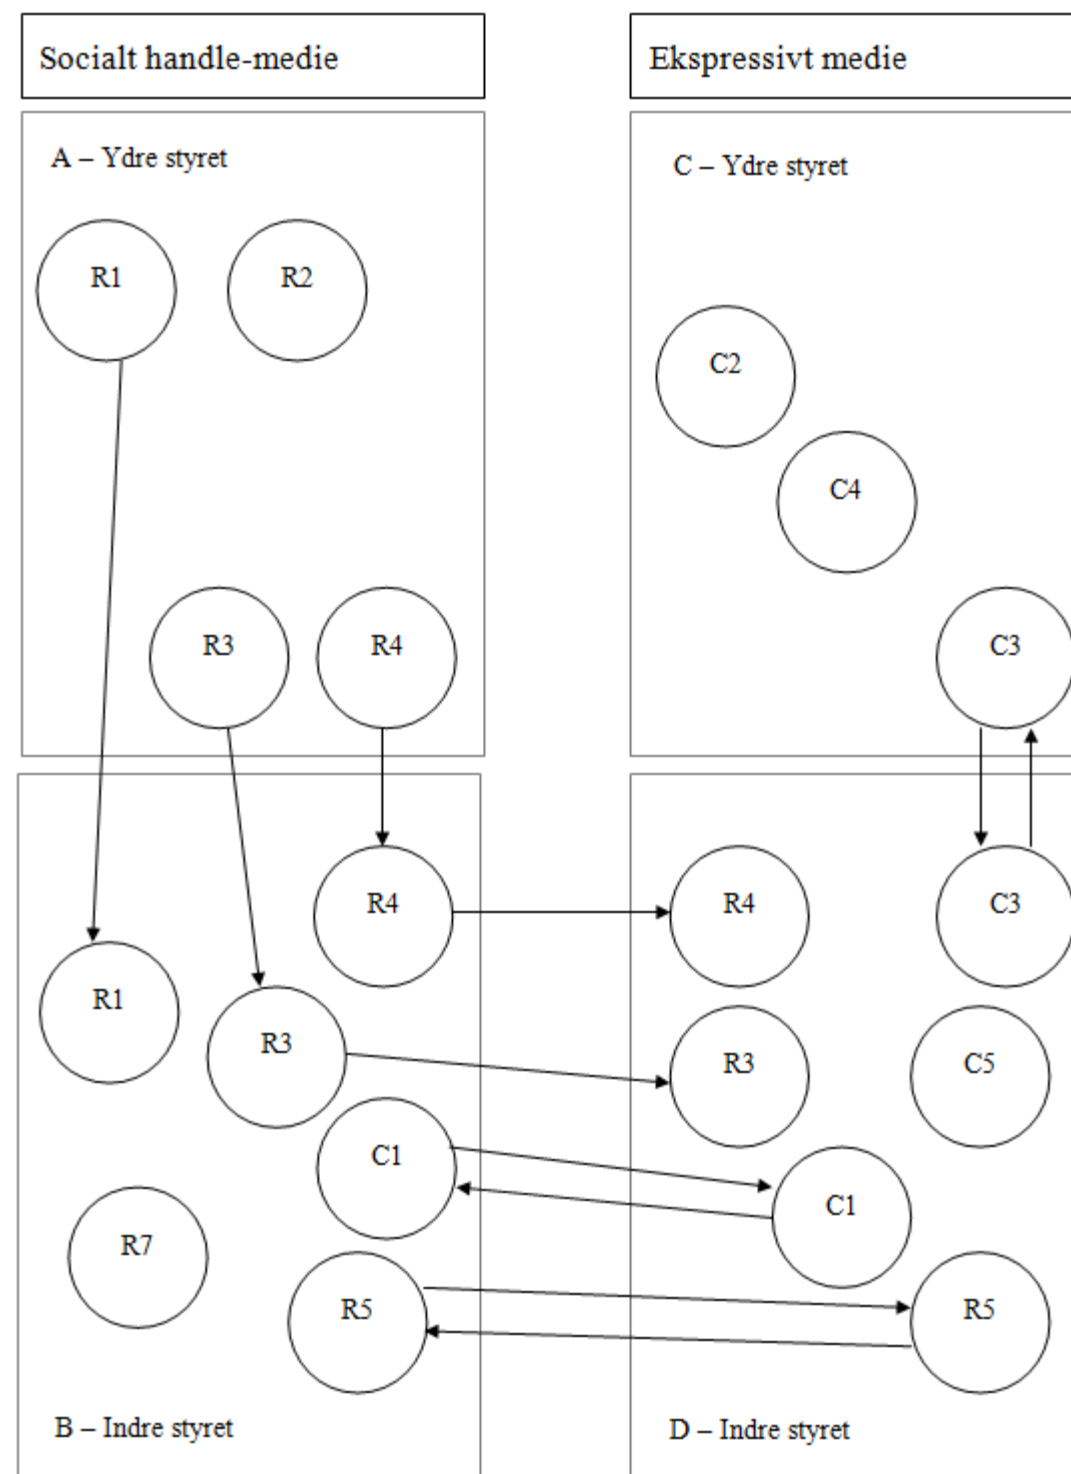 Socialt handle-medie
Ekspressivt medie
A – Ydre styret
C – Ydre styret
R1
R2
C2
C4
R3
R4
C3
R4
R4
C3
R1
R3
R3
C5
C1
C1
R7
R5
R5
B – Indre styret
D – Indre styret